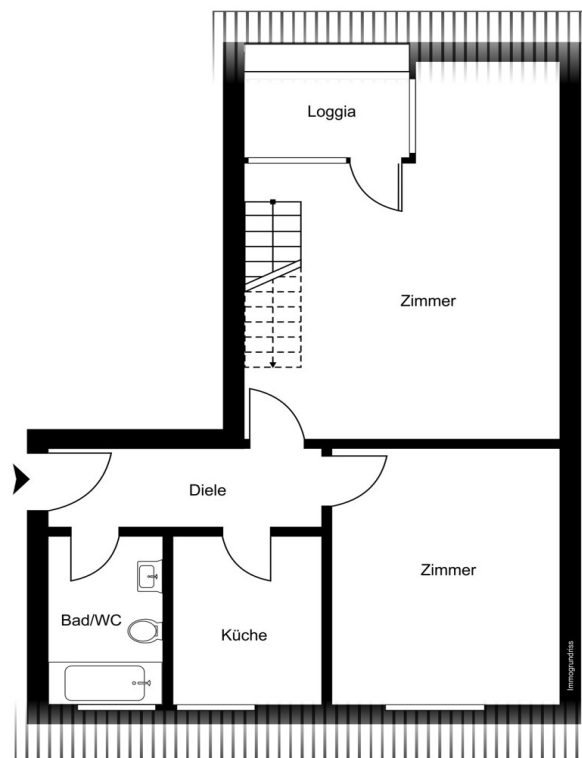 Loggia
Zimmer
Diele
Zimmer
Bad/WC
Küche
Immogrundriss